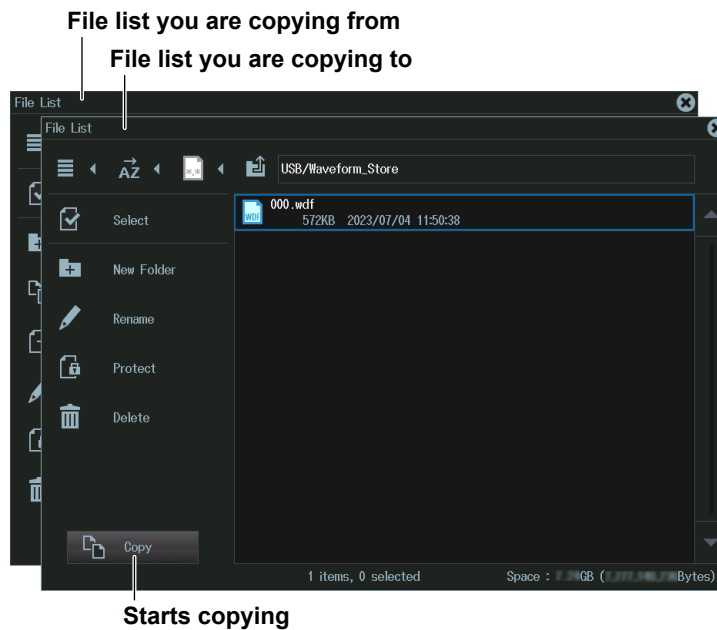 File list you are copying from
File list you are copying to
File List
File List
AZ
*.*
USB/Waveform_Store
Select
000.wdf
WDF
572KB 2023/07/04 11:50:38
New Folder
Rename
Protect
Delete
Copy
1 items, 0 selected
Space : GB ( Bytes)
Starts copying